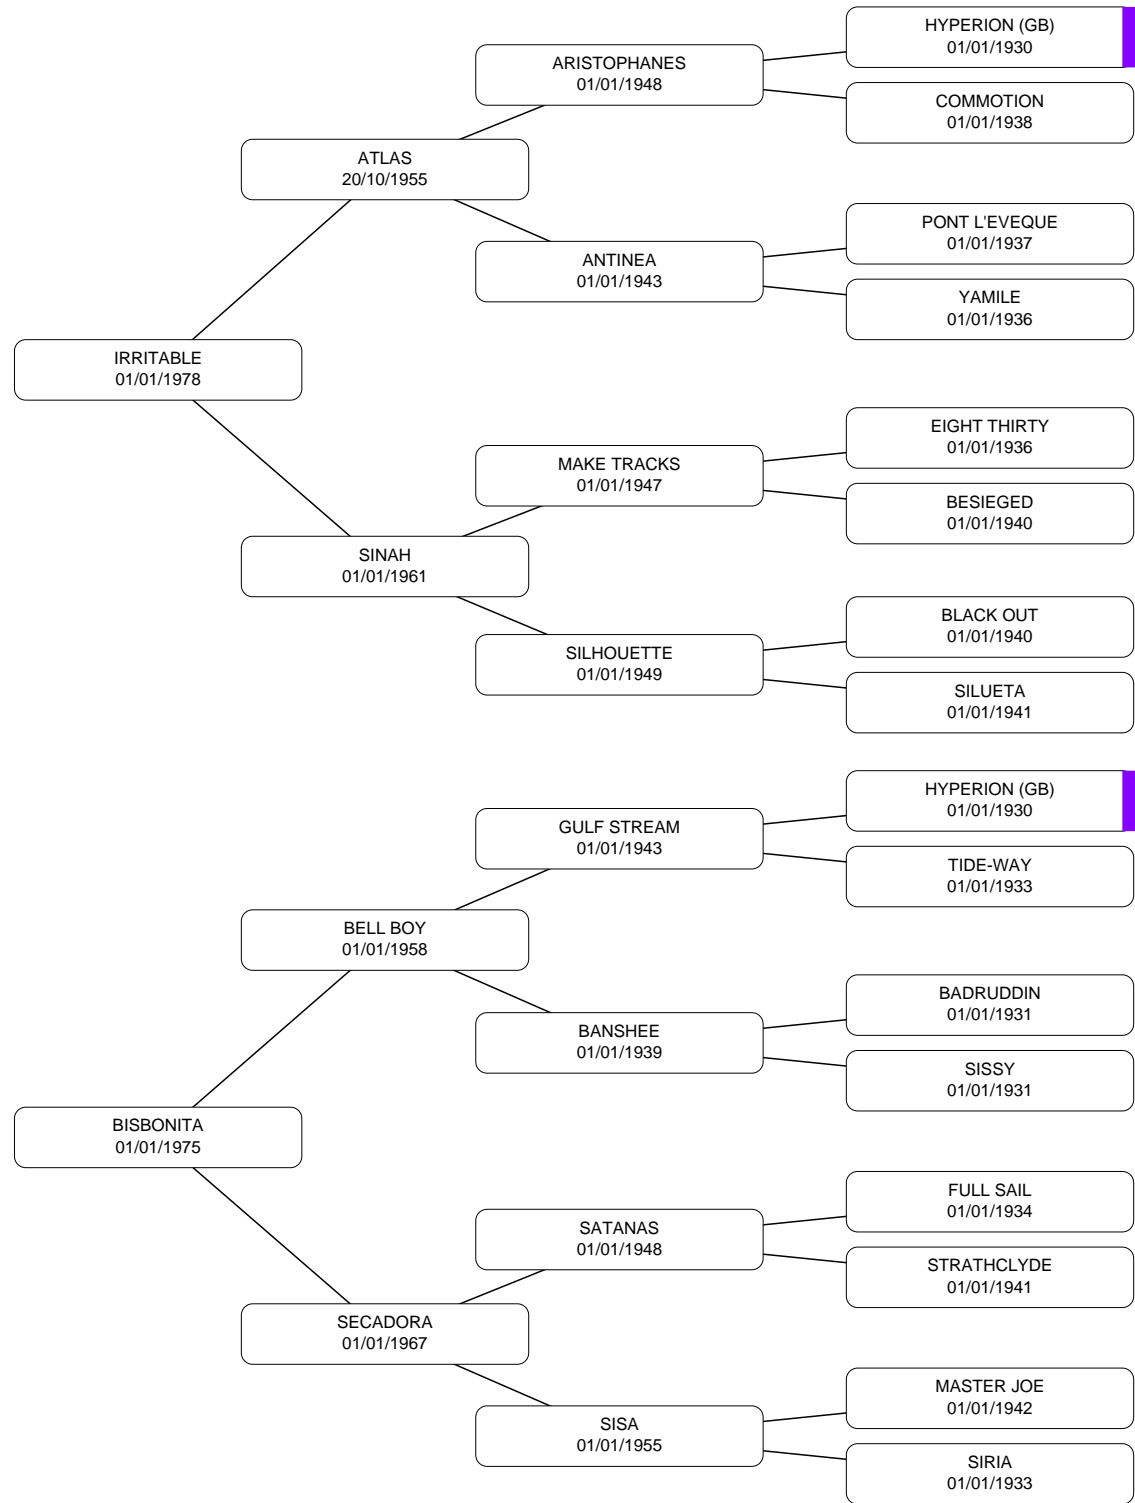 HYPERION (GB)
01/01/1930
ARISTOPHANES
01/01/1948
COMMOTION
01/01/1938
ATLAS
20/10/1955
PONT L'EVEQUE
01/01/1937
ANTINEA
01/01/1943
YAMILE
01/01/1936
IRRITABLE
01/01/1978
EIGHT THIRTY
01/01/1936
MAKE TRACKS
01/01/1947
BESIEGED
01/01/1940
SINAH
01/01/1961
BLACK OUT
01/01/1940
SILHOUETTE
01/01/1949
SILUETA
01/01/1941
HYPERION (GB)
01/01/1930
GULF STREAM
01/01/1943
TIDE-WAY
01/01/1933
BELL BOY
01/01/1958
BADRUDDIN
01/01/1931
BANSHEE
01/01/1939
SISSY
01/01/1931
BISBONITA
01/01/1975
FULL SAIL
01/01/1934
SATANAS
01/01/1948
STRATHCLYDE
01/01/1941
SECADORA
01/01/1967
MASTER JOE
01/01/1942
SISA
01/01/1955
SIRIA
01/01/1933